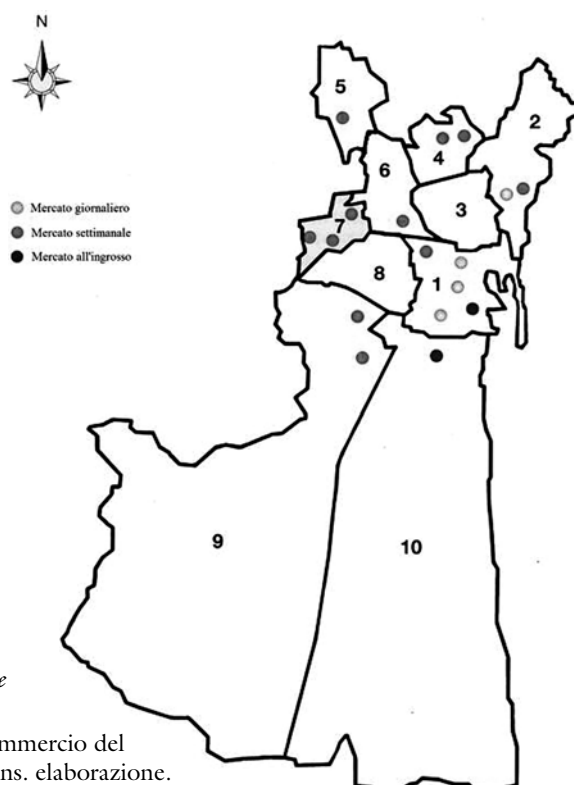 N
5
2
4
6
3
Mercato giornaliero
Mercato settimanale
Mercato all'ingrosso
7
8
1
9
10
e
mmercio del
ns. elaborazione.